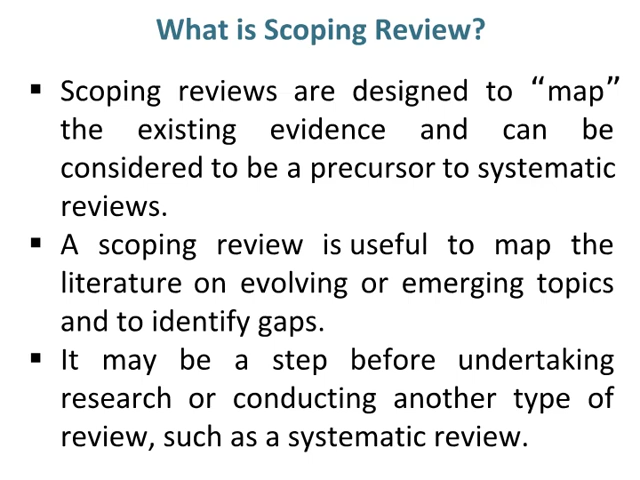 What is Scoping Review?
▪ Scoping reviews are designed to “map”
the existing evidence and can be
considered to be a precursor to systematic
reviews.
▪ A scoping review is useful to map the
literature on evolving or emerging topics
and to identify gaps.
▪ It may be a step before undertaking
research or conducting another type of
review, such as a systematic review.